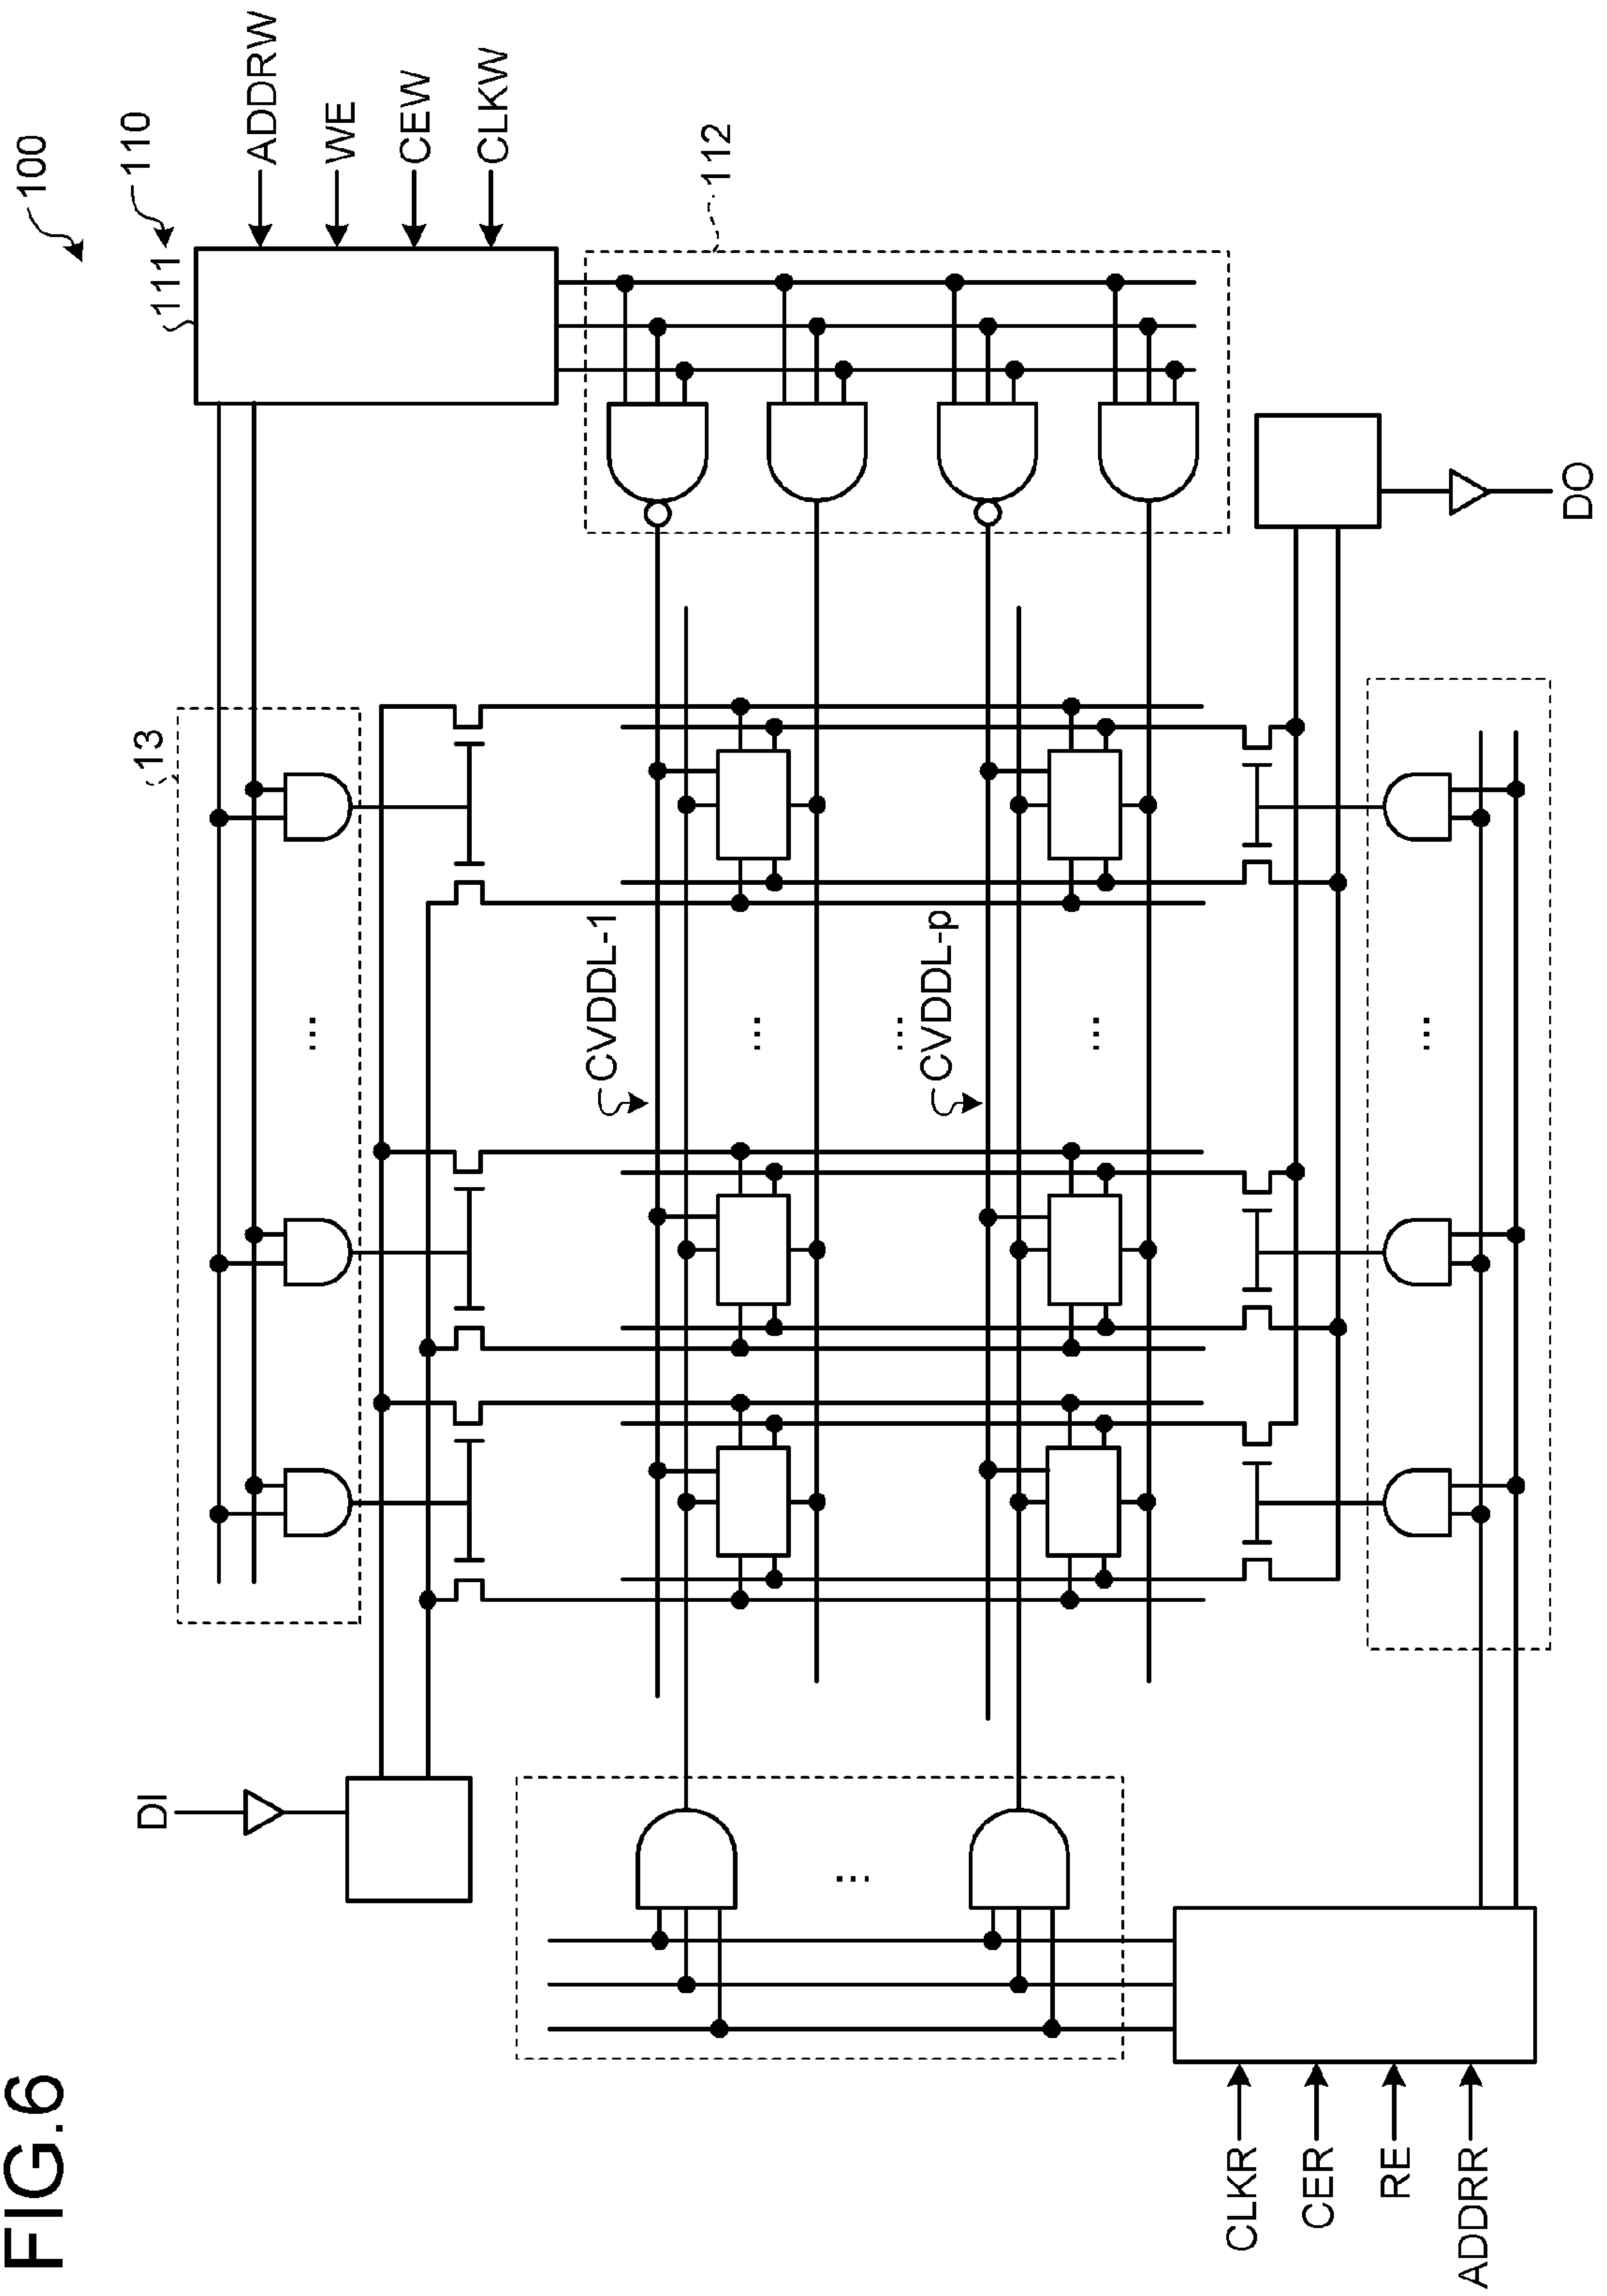 FIG.6
100
110
111
ADDRW
WE
CEW
CLKW
112
13
DI
CVDDL-1
CVDDL-p
...
...
...
...
...
...
DO
CLKR
CER
RE
ADDRR